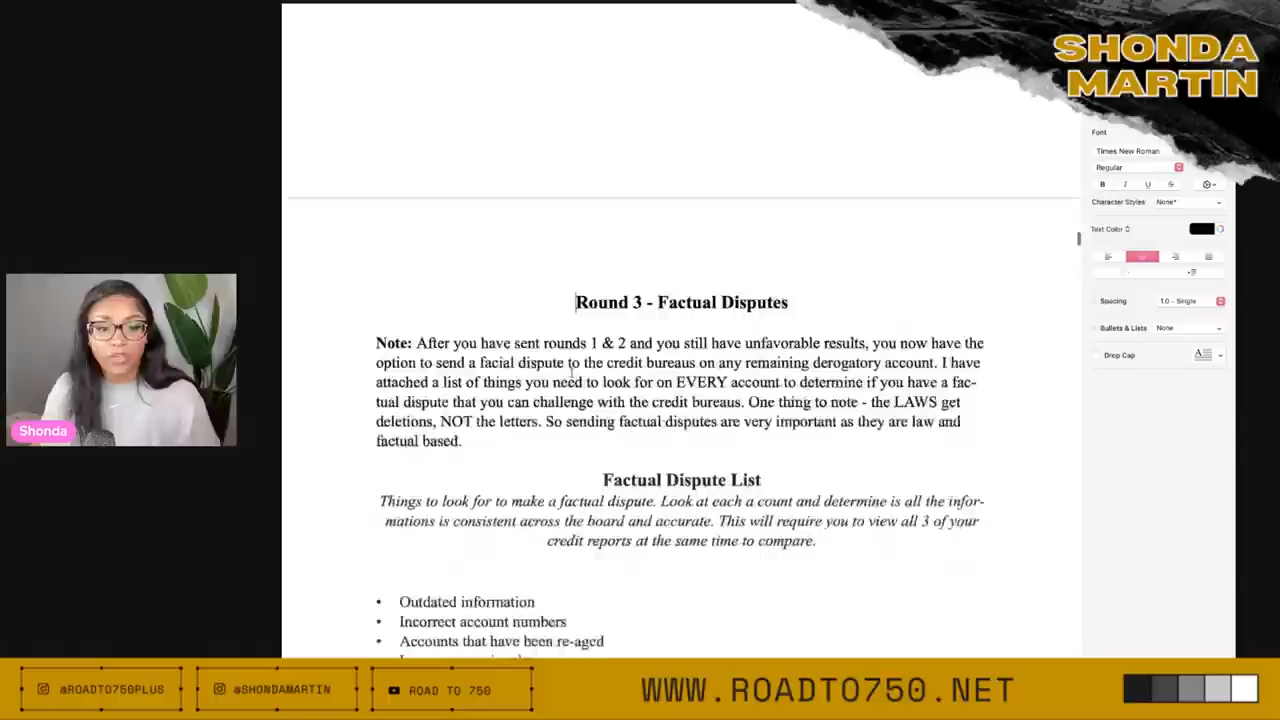 SHONDA
MARTIN
Font
Times New Roman
Regular
B I U S
Character Styles None*
Text Color
Spacing 1.0 - Single
Bullets & Lists None
Drop Cap
Round 3 - Factual Disputes
Note: After you have sent rounds 1 & 2 and you still have unfavorable results, you now have the
option to send a facial dispute to the credit bureaus on any remaining derogatory account. I have
attached a list of things you need to look for on EVERY account to determine if you have a fac-
tual dispute that you can challenge with the credit bureaus. One thing to note - the LAWS get
deletions, NOT the letters. So sending factual disputes are very important as they are law and
factual based.
Factual Dispute List
Things to look for to make a factual dispute. Look at each a count and determine is all the infor-
mations is consistent across the board and accurate. This will require you to view all 3 of your
credit reports at the same time to compare.
• Outdated information
• Incorrect account numbers
• Accounts that have been re-aged
Shonda
@ROADTO750PLUS
@SHONDAMARTIN
ROAD TO 750
WWW.ROADTO750.NET